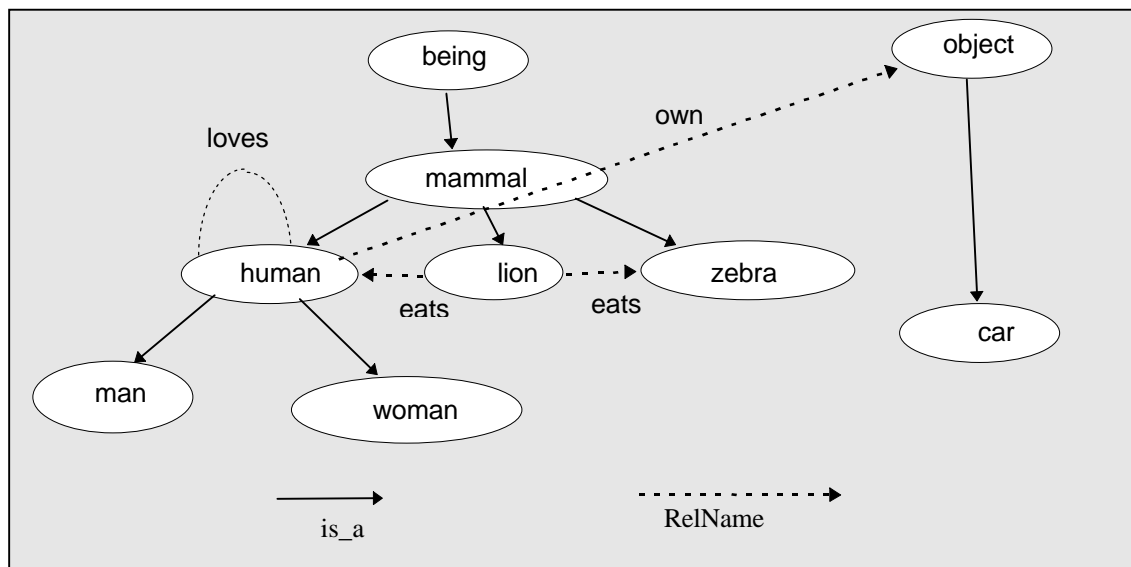 being
object
own
loves
mammal
human
lion
zebra
eats
eats
car
man
woman
is_a
RelName